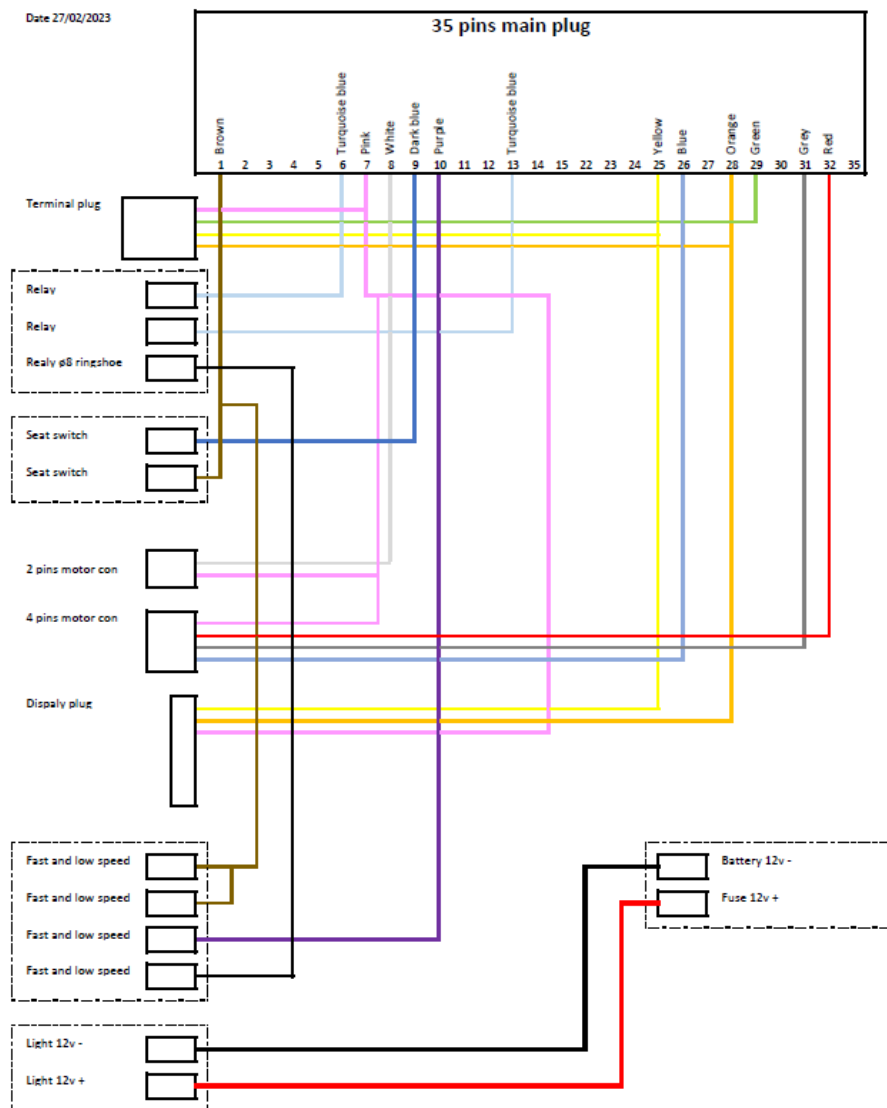 Date 27/02/2023
35 pins main plug
Brown
Turquoise blue
Pink
White
Dark blue
Purple
Turquoise blue
Yellow
Blue
Orange
Green
Grey
Red
1 2 3 4 5 6 7 8 9 10 11 12 13 14 15 22 23 24 25 26 27 28 29 30 31 32 35
Terminal plug
Relay
Relay
Realy ø8 ringshoe
Seat switch
Seat switch
2 pins motor con
4 pins motor con
Dispaly plug
Fast and low speed
Fast and low speed
Fast and low speed
Fast and low speed
Battery 12v -
Fuse 12v +
Light 12v -
Light 12v +